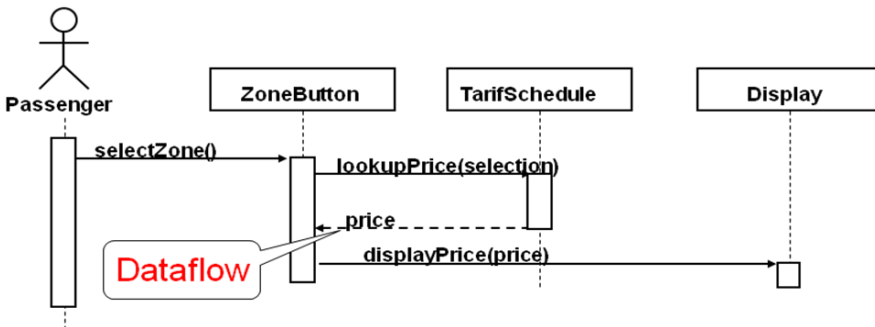 Passenger
ZoneButton
TarifSchedule
Display
selectZone()
lookupPrice(selection)
price
Dataflow
displayPrice(price)